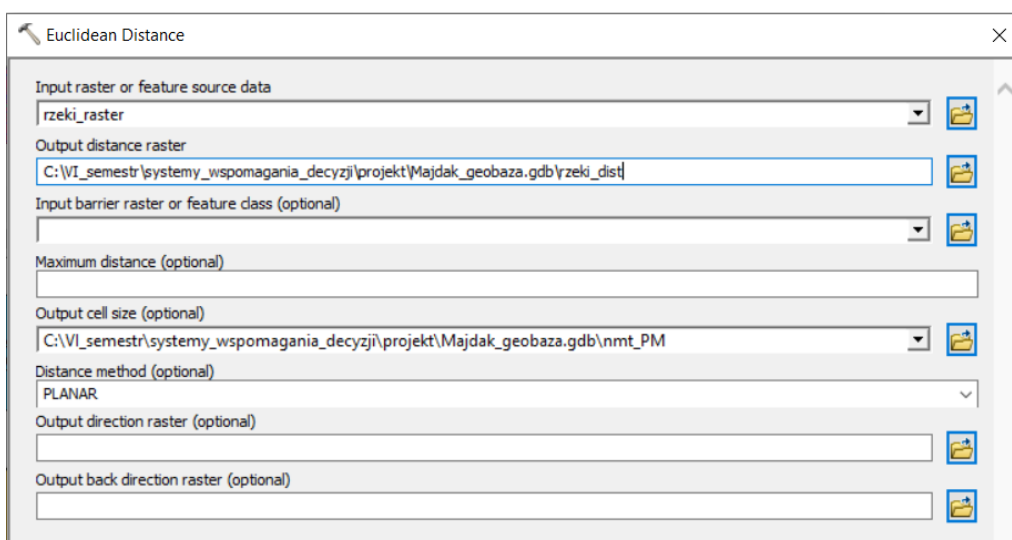 Euclidean Distance
Input raster or feature source data
rzeki_raster
Output distance raster
C:\VI_semestr\systemy_wspomagania_decyzji\projekt\Majdak_geobaza.gdb\rzeki_dist
Input barrier raster or feature class (optional)
Maximum distance (optional)
Output cell size (optional)
C:\VI_semestr\systemy_wspomagania_decyzji\projekt\Majdak_geobaza.gdb\nmt_PM
Distance method (optional)
PLANAR
Output direction raster (optional)
Output back direction raster (optional)